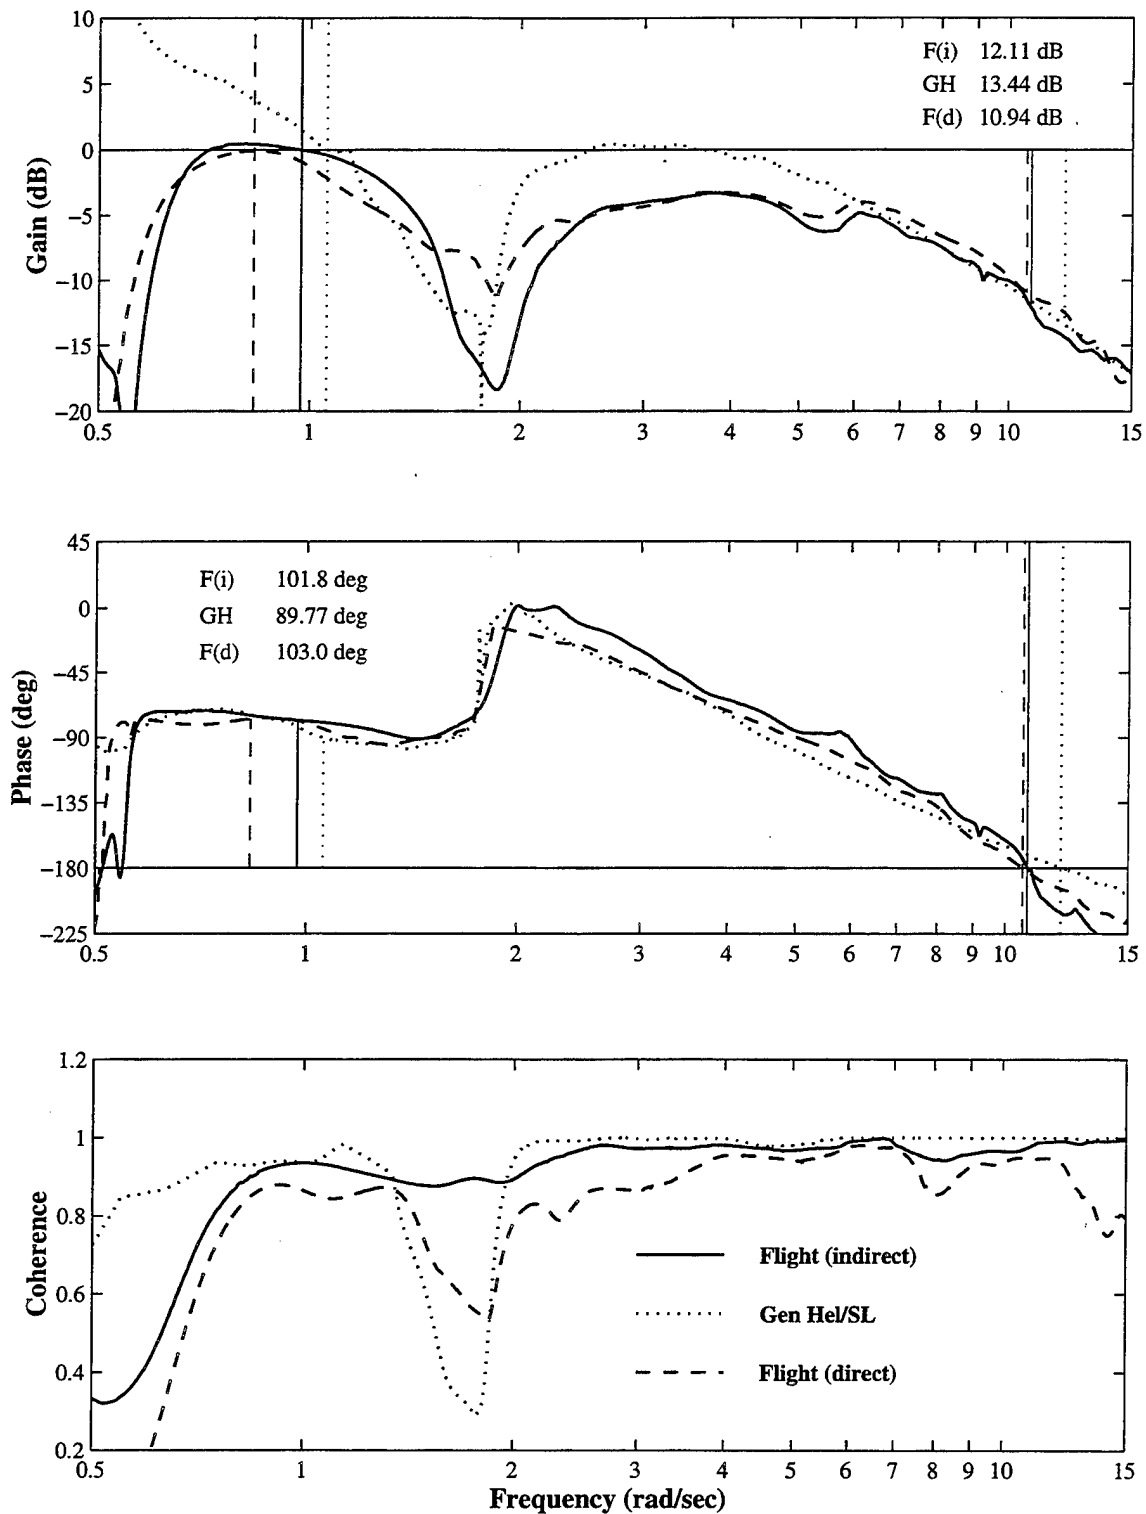 10
5
0
−5
−10
−15
−20
Gain (dB)
F(i) 12.11 dB
GH 13.44 dB
F(d) 10.94 dB
0.5 1 2 3 4 5 6 7 8 9 10 15
45
0
−45
−90
−135
−180
−225
Phase (deg)
F(i) 101.8 deg
GH 89.77 deg
F(d) 103.0 deg
0.5 1 2 3 4 5 6 7 8 9 10 15
1.2
1
0.8
0.6
0.4
0.2
Coherence
Flight (indirect)
Gen Hel/SL
Flight (direct)
0.5 1 2 3 4 5 6 7 8 9 10 15
Frequency (rad/sec)